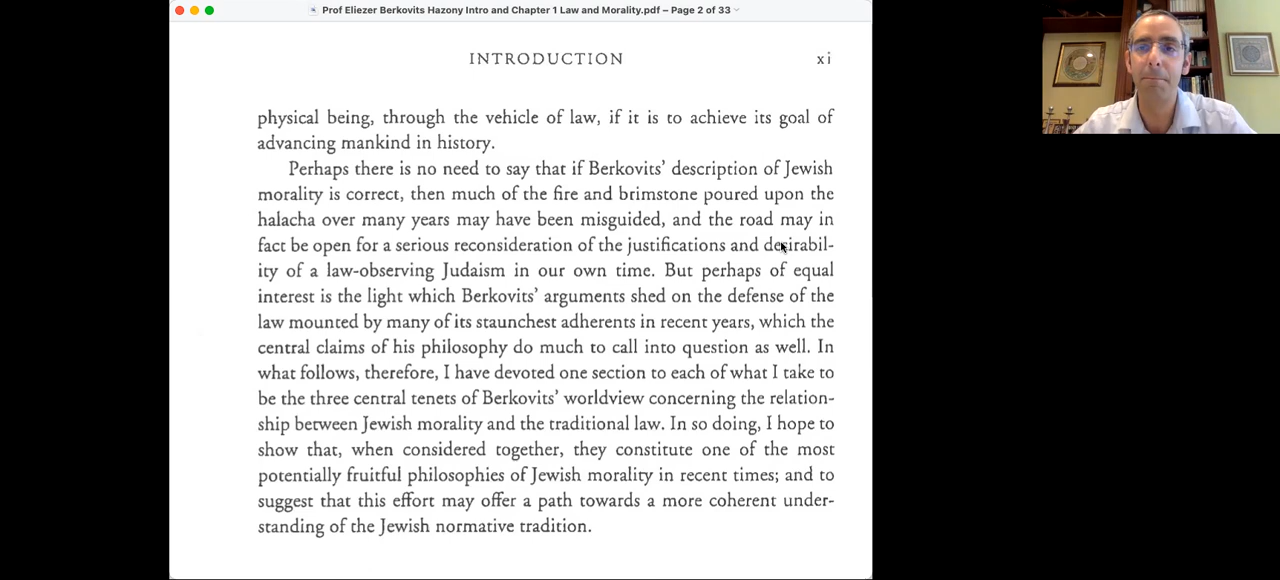 Prof Eliezer Berkovits Hazony Intro and Chapter 1 Law and Morality.pdf – Page 2 of 33
INTRODUCTION xi
physical being, through the vehicle of law, if it is to achieve its goal of
advancing mankind in history.
Perhaps there is no need to say that if Berkovits’ description of Jewish
morality is correct, then much of the fire and brimstone poured upon the
halacha over many years may have been misguided, and the road may in
fact be open for a serious reconsideration of the justifications and desirabil-
ity of a law-observing Judaism in our own time. But perhaps of equal
interest is the light which Berkovits’ arguments shed on the defense of the
law mounted by many of its staunchest adherents in recent years, which the
central claims of his philosophy do much to call into question as well. In
what follows, therefore, I have devoted one section to each of what I take to
be the three central tenets of Berkovits’ worldview concerning the relation-
ship between Jewish morality and the traditional law. In so doing, I hope to
show that, when considered together, they constitute one of the most
potentially fruitful philosophies of Jewish morality in recent times; and to
suggest that this effort may offer a path towards a more coherent under-
standing of the Jewish normative tradition.